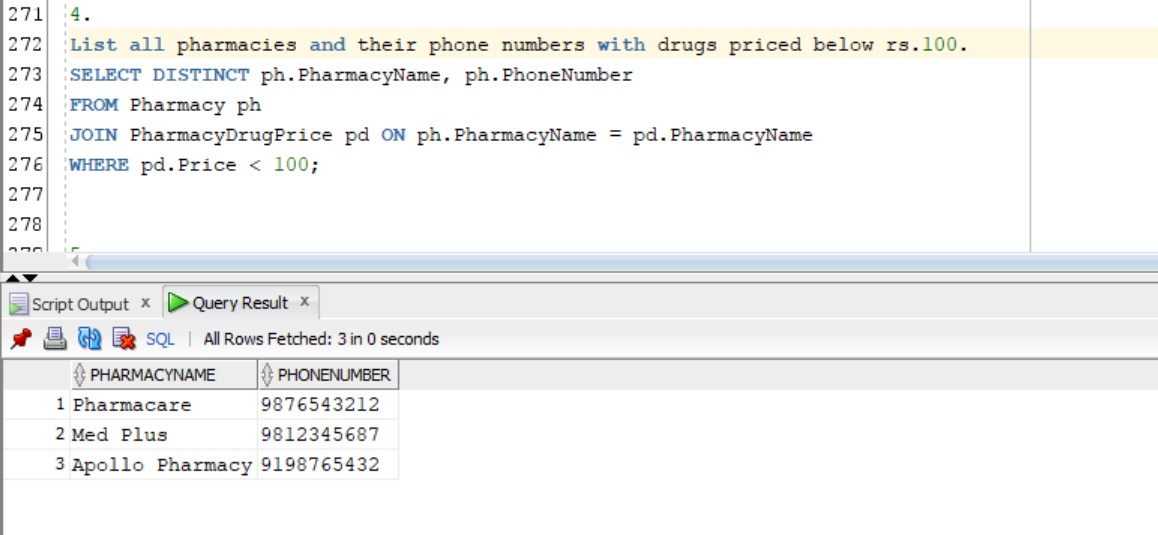 271 4.
272 List all pharmacies and their phone numbers with drugs priced below rs.100.
273 SELECT DISTINCT ph.PharmacyName, ph.PhoneNumber
274 FROM Pharmacy ph
275 JOIN PharmacyDrugPrice pd ON ph.PharmacyName = pd.PharmacyName
276 WHERE pd.Price < 100;
277
278
Script Output x Query Result x
SQL | All Rows Fetched: 3 in 0 seconds
PHARMACYNAME PHONENUMBER
1 Pharmacare 9876543212
2 Med Plus 9812345687
3 Apollo Pharmacy 9198765432